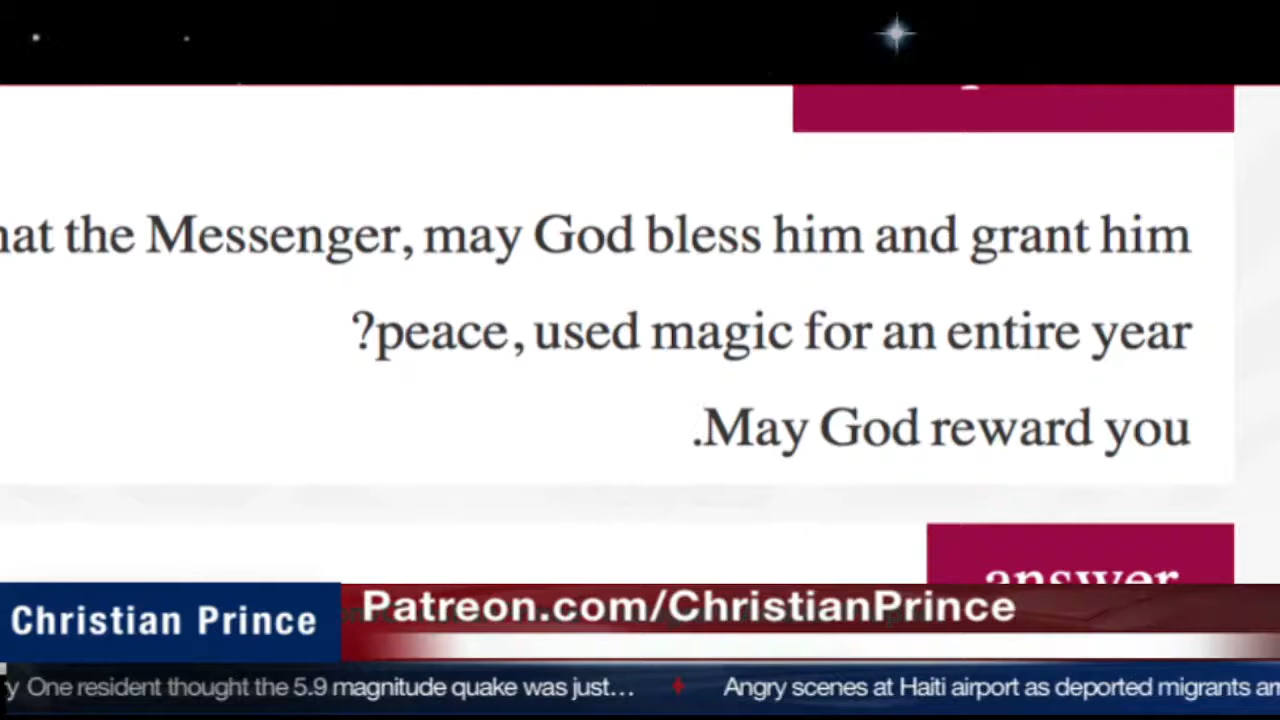 the Messenger, may God bless him and grant him
?peace, used magic for an entire year
.May God reward you
answer
Christian Prince
Patreon.com/ChristianPrince
One resident thought the 5.9 magnitude quake was just... Angry scenes at Haiti airport as deported migrants